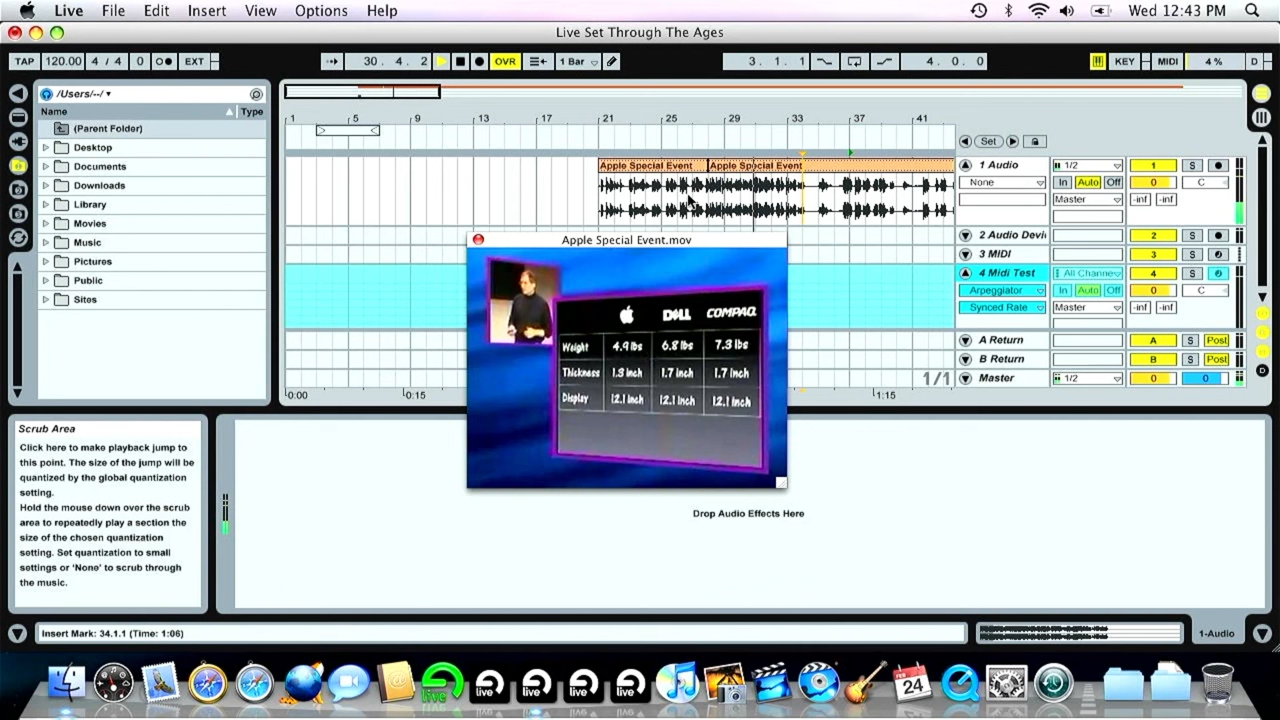 Live File Edit Insert View Options Help Wed 12:43 PM
Live Set Through The Ages
TAP 120.00 4 / 4 0 EXT 30. 4. 2 OVR 1 Bar 3. 1. 1 4. 0. 0 KEY MIDI 4 % D
/Users/--/
Name Type
(Parent Folder)
Desktop
Documents
Downloads
Library
Movies
Music
Pictures
Public
Sites
1 5 9 13 17 21 25 29 33 37 41
Set
Apple Special Event Apple Special Event
1 Audio 1/2 1 S
None In Auto Off 0 C
Master -inf -inf
2 Audio Devi 2 S
3 MIDI 3 S
4 Midi Test All Channe 4 S
Arpeggiator In Auto Off 0 C
Synced Rate Master -inf -inf
A Return A S Post
B Return B S Post
1/1 Master 1/2 0 0
0:00 0:15 1:15
Apple Special Event.mov
DELL COMPAQ
Weight 4.9 lbs 6.8 lbs 7.3 lbs
Thickness 1.3 inch 1.7 inch 1.7 inch
Display 12.1 inch 12.1 inch 12.1 inch
Scrub Area
Click here to make playback jump to
this point. The size of the jump will be
quantized by the global quantization
setting.
Hold the mouse down over the scrub
area to repeatedly play a section the
size of the chosen quantization
setting. Set quantization to small
settings or 'None' to scrub through
the music.
Drop Audio Effects Here
Insert Mark: 34.1.1 (Time: 1:06)
1-Audio
live live live live live
FEB
24